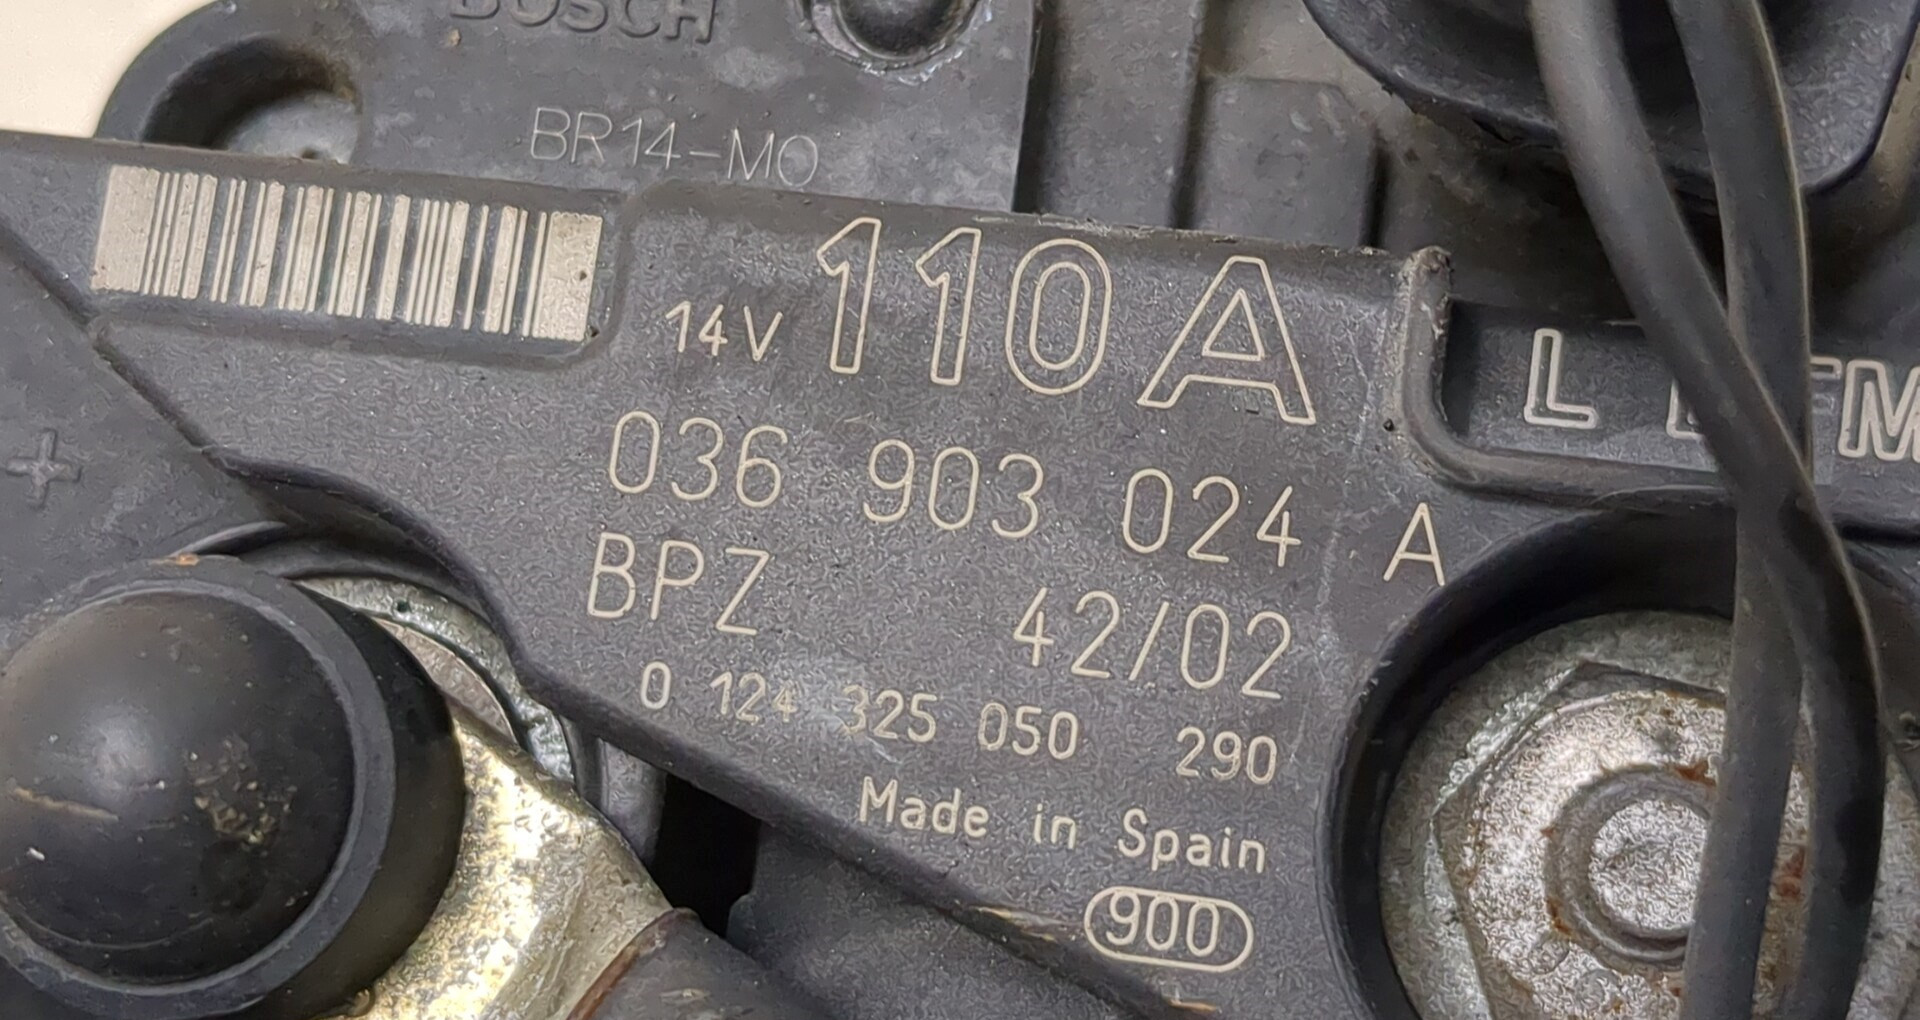 BOSCH
BR14-M0
14V 110A
L FM
036 903 024 A
BPZ 42/02
+
0 124 325 050 290
Made in Spain
900